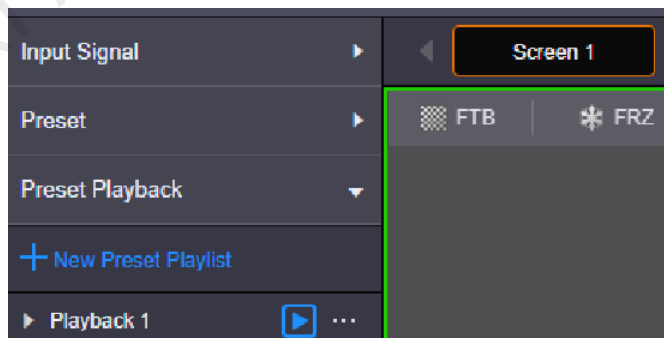 Input Signal
Screen 1
Preset
FTB
FRZ
Preset Playback
New Preset Playlist
Playback 1